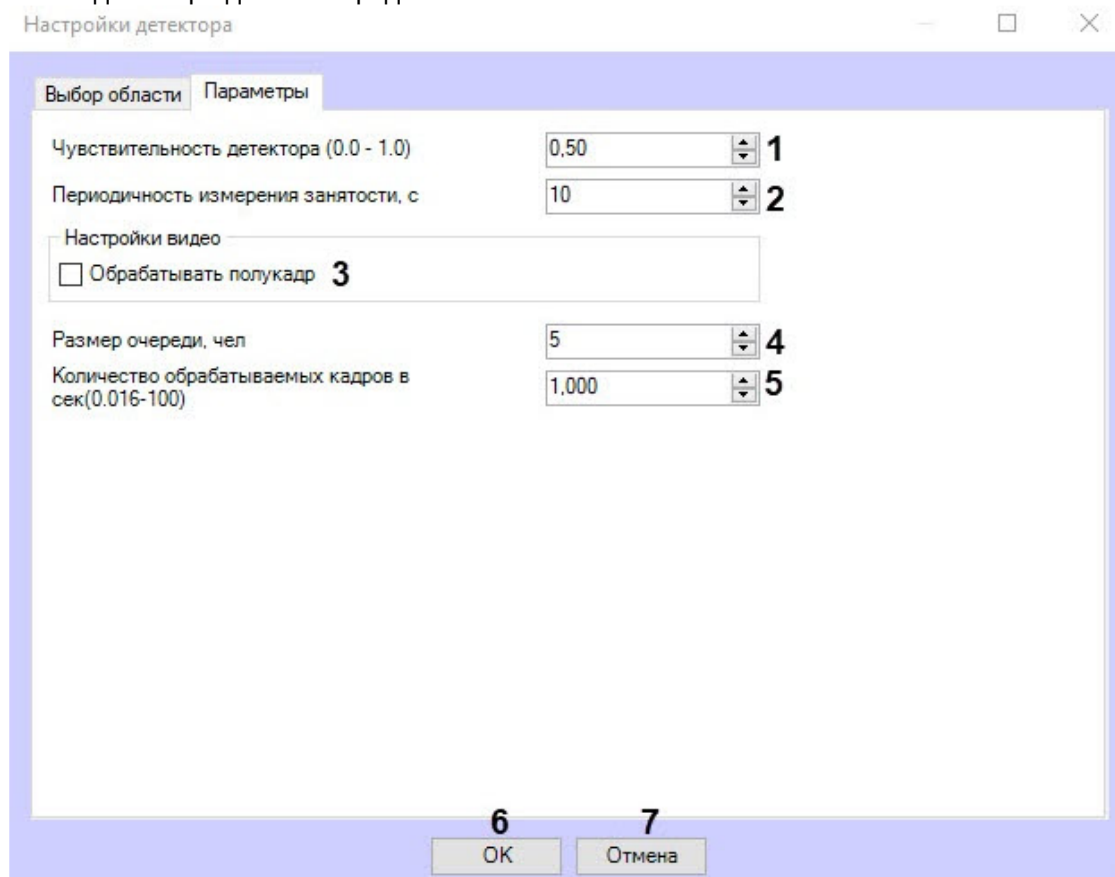 Настройки детектора
Выбор области Параметры
Чувствительность детектора (0.0 - 1.0) 0,50 1
Периодичность измерения занятости, с 10 2
Настройки видео
Обрабатывать полукадр 3
Размер очереди, чел 5 4
Количество обрабатываемых кадров в
сек(0.016-100) 1,000 5
6 7
OK Отмена